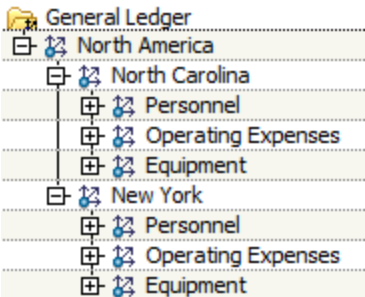 General Ledger
North America
North Carolina
Personnel
Operating Expenses
Equipment
New York
Personnel
Operating Expenses
Equipment